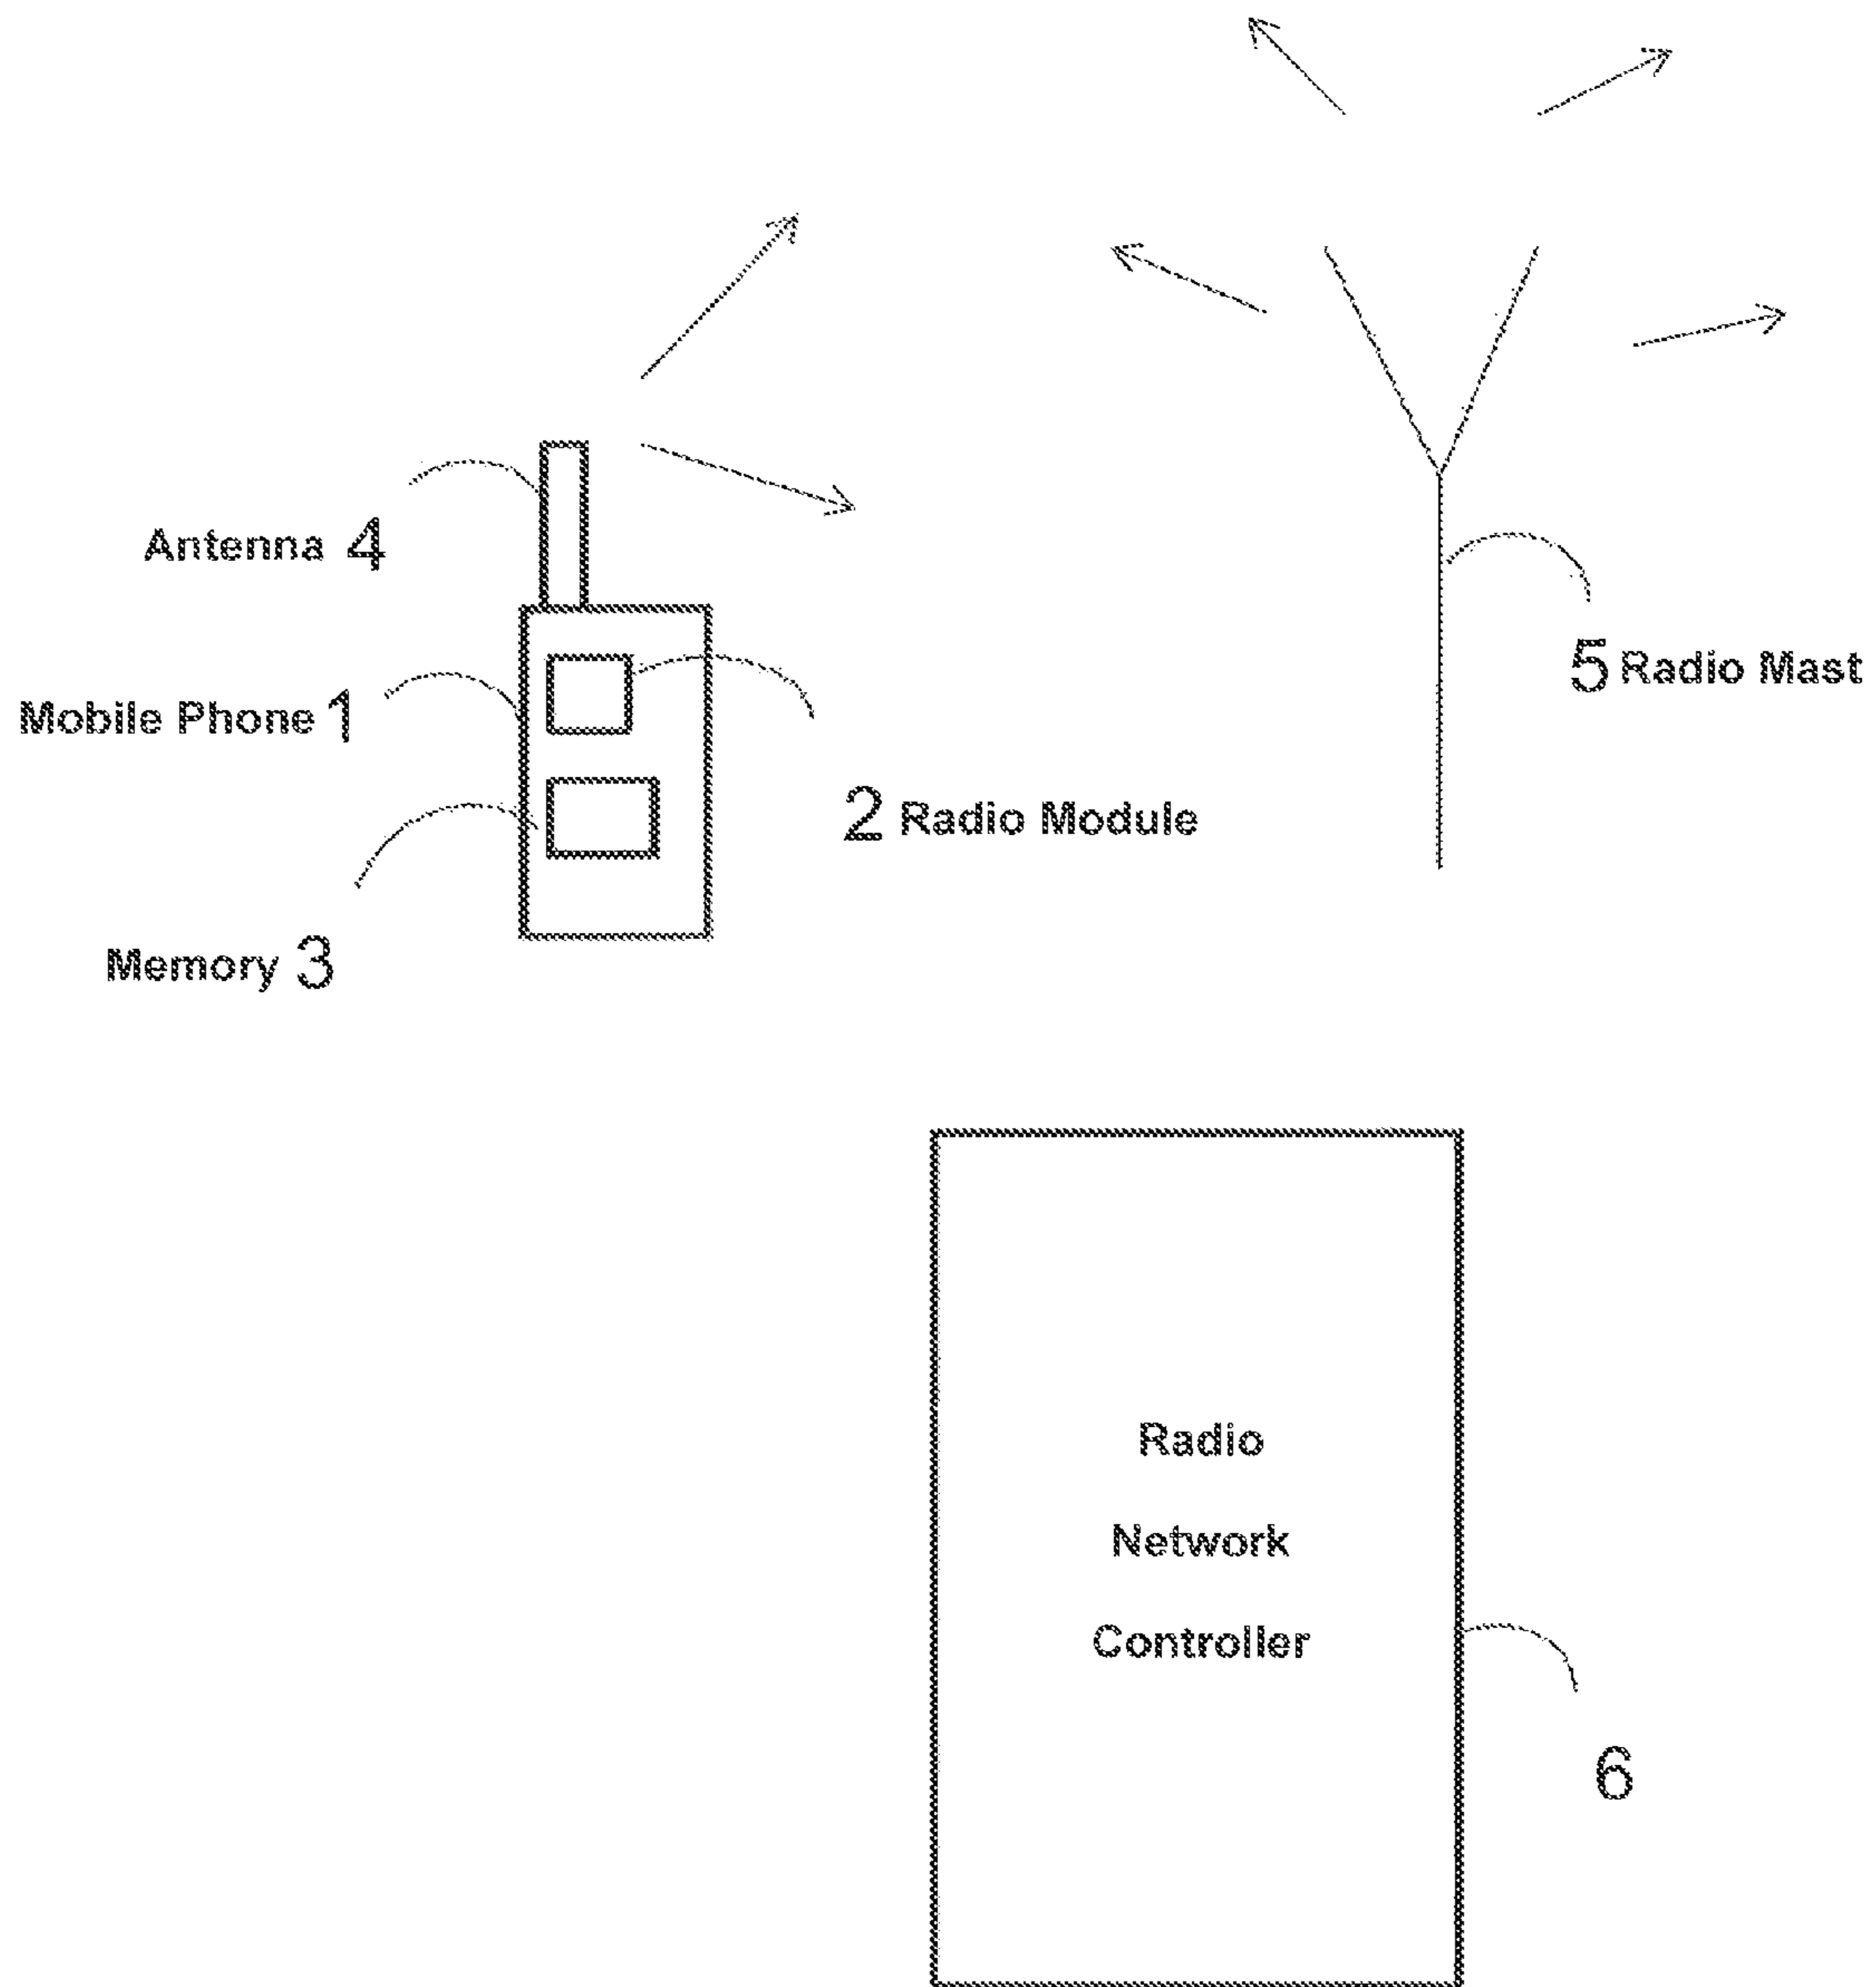 Antenna 4
5 Radio Mast
Mobile Phone 1
2 Radio Module
Memory 3
Radio
Network
Controller
6